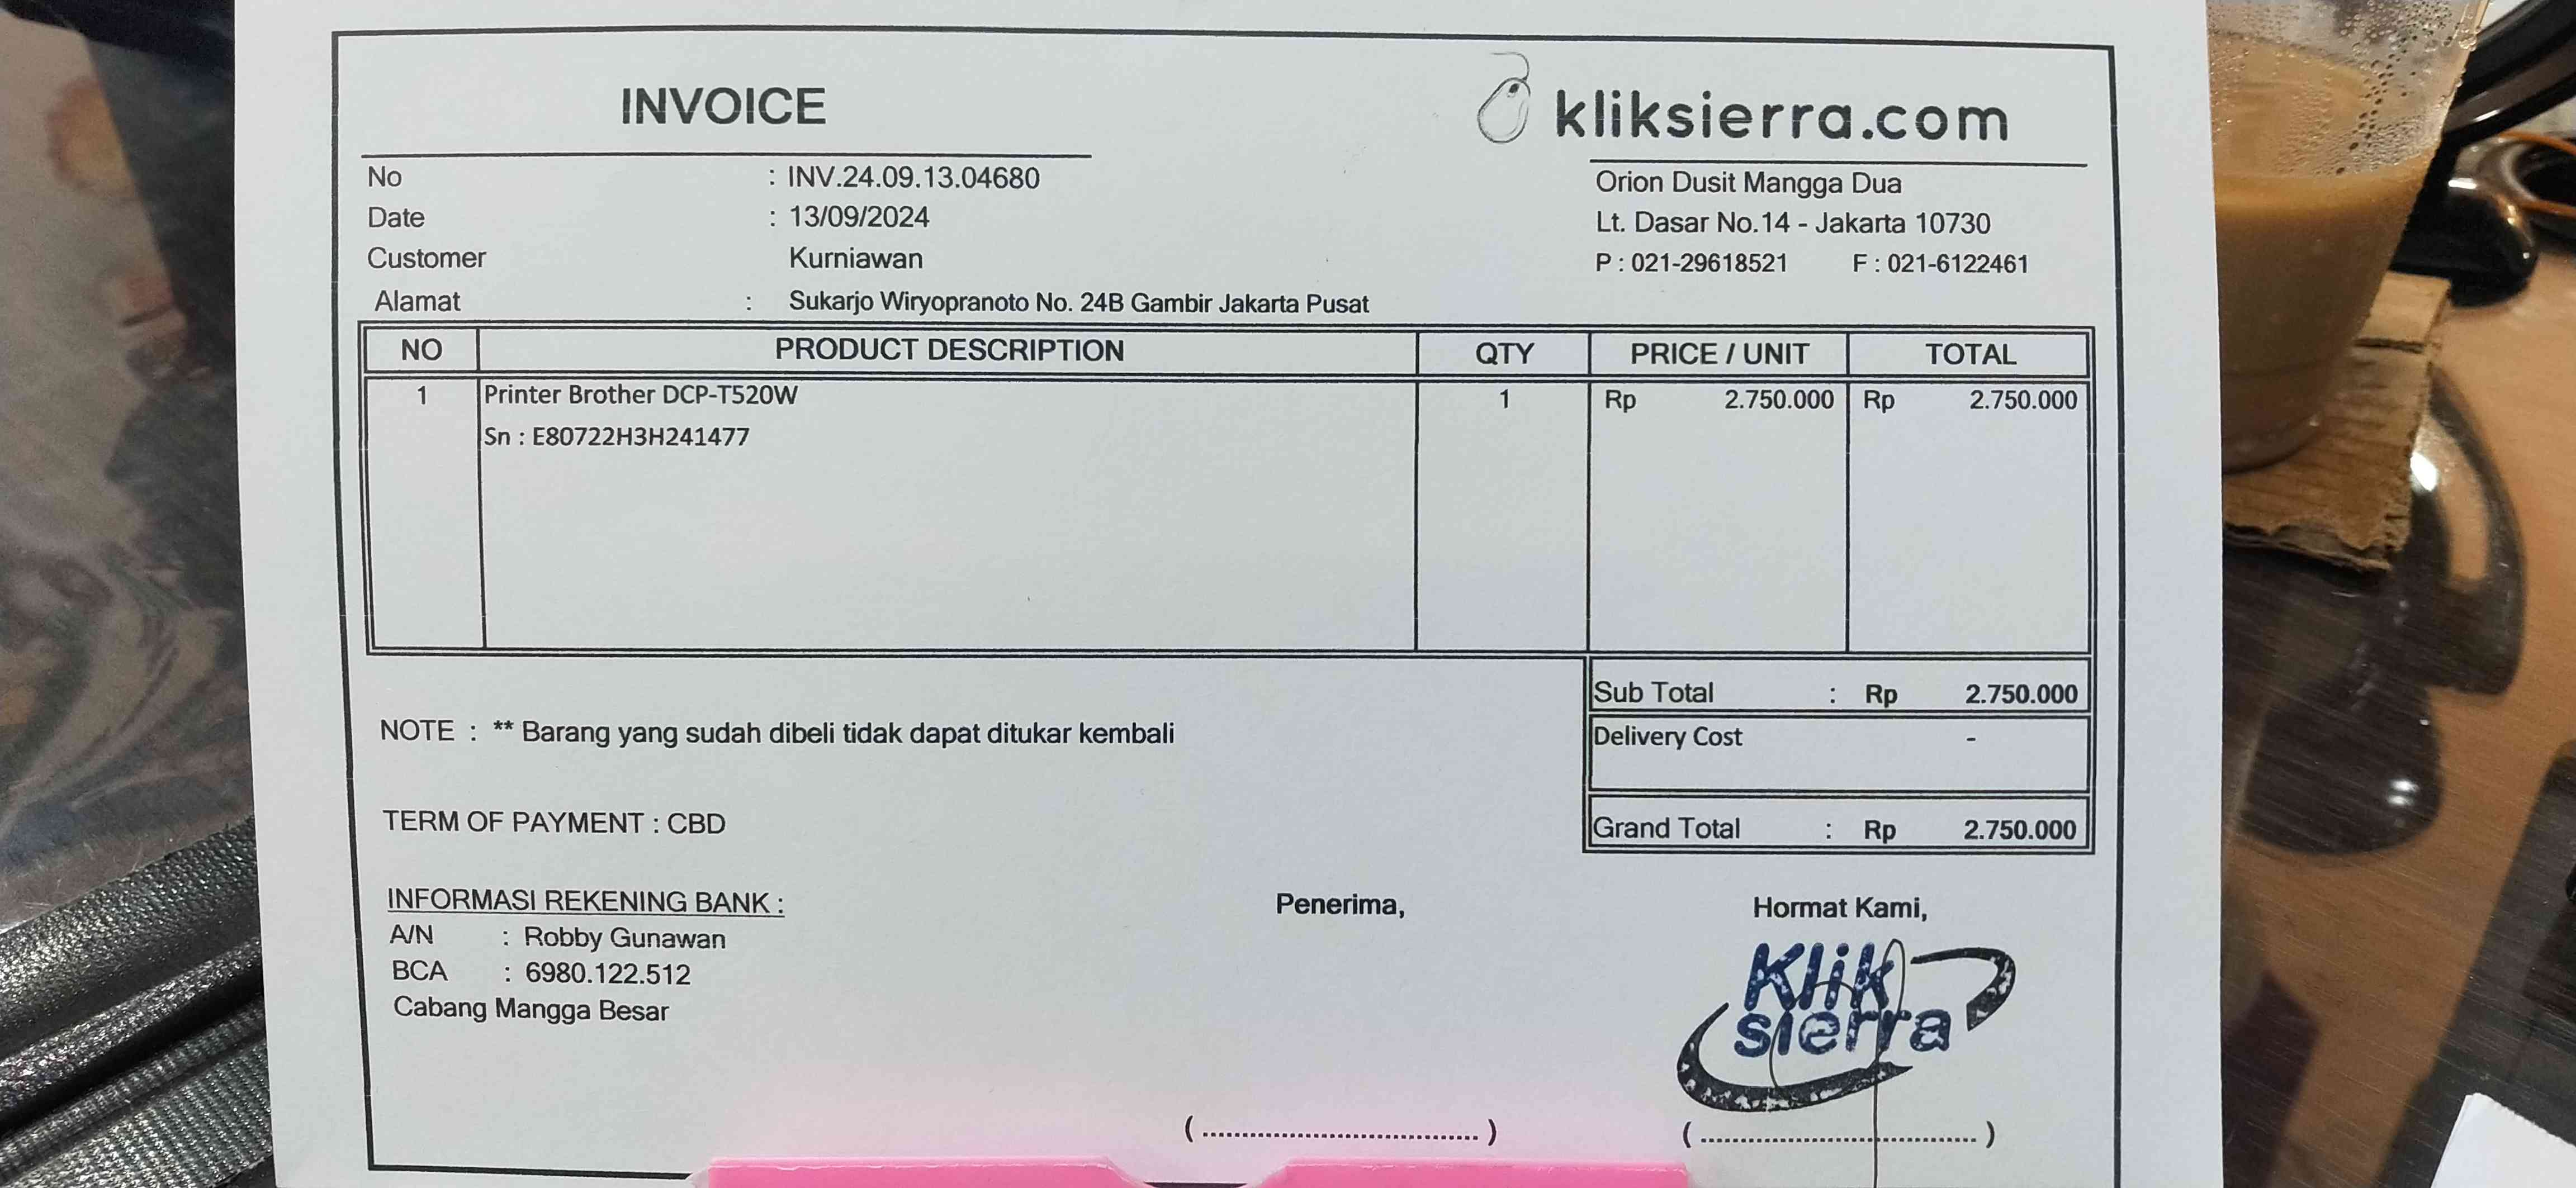 INVOICE
kliksierra.com
No : INV.24.09.13.04680
Date : 13/09/2024
Customer Kurniawan
Alamat : Sukarjo Wiryopranoto No. 24B Gambir Jakarta Pusat
Orion Dusit Mangga Dua
Lt. Dasar No.14 - Jakarta 10730
P : 021-29618521 F : 021-6122461
NO PRODUCT DESCRIPTION QTY PRICE / UNIT TOTAL
1 Printer Brother DCP-T520W 1 Rp 2.750.000 Rp 2.750.000
Sn : E80722H3H241477
Sub Total : Rp 2.750.000
NOTE : ** Barang yang sudah dibeli tidak dapat ditukar kembali
Delivery Cost -
TERM OF PAYMENT : CBD
Grand Total : Rp 2.750.000
INFORMASI REKENING BANK :
A/N : Robby Gunawan
BCA : 6980.122.512
Cabang Mangga Besar
Penerima,
Hormat Kami,
Klik
sierra
( ........................................ ) ( ........................................ )